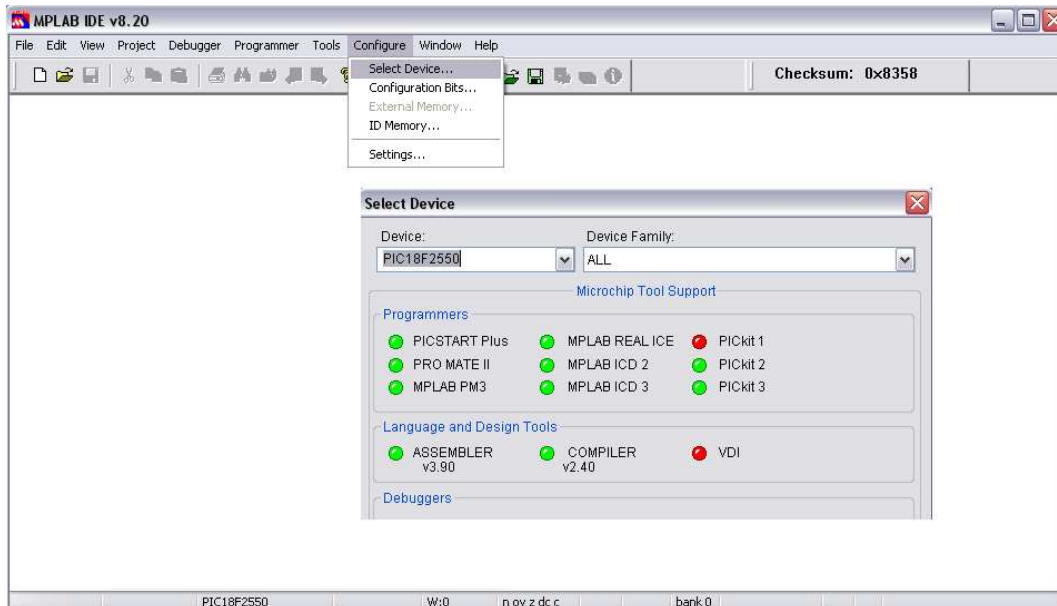 MPLAB IDE v8.20
File Edit View Project Debugger Programmer Tools Configure Window Help
Checksum: 0x8358
Select Device...
Configuration Bits...
External Memory...
ID Memory...
Settings...
Select Device
Device: Device Family:
PIC18F2550 ALL
Microchip Tool Support
Programmers
PICSTART Plus MPLAB REAL ICE PICkit 1
PRO MATE II MPLAB ICD 2 PICkit 2
MPLAB PM3 MPLAB ICD 3 PICkit 3
Language and Design Tools
ASSEMBLER COMPILER VDI
v3.90 v2.40
Debuggers
PIC18F2550 W:0 n ov z dc c bank 0